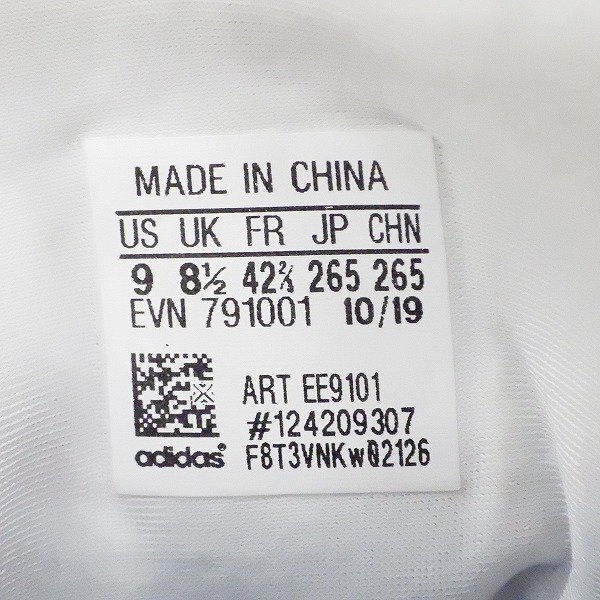 MADE IN CHINA
US UK FR JP CHN
9 8½ 42⅔ 265 265
EVN 791001 10/19
ART EE9101
#124209307
adidas® F8T3VNKw02126